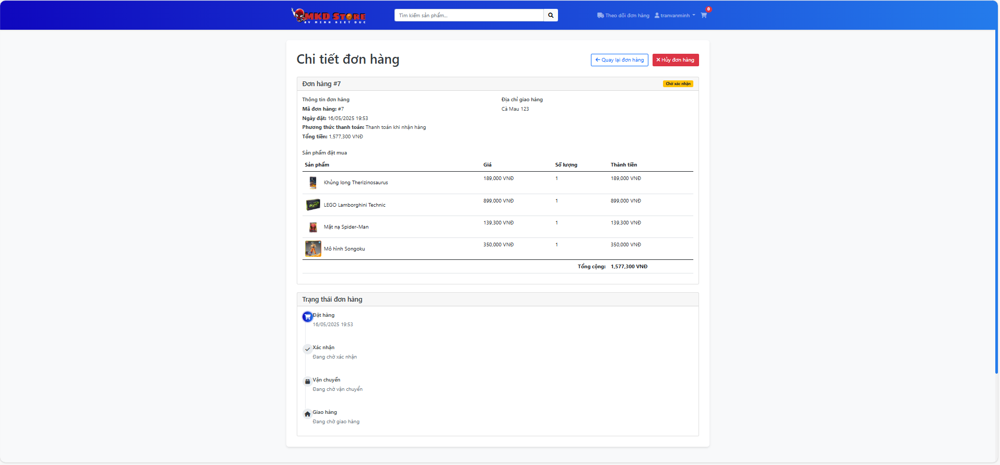 MKD STORE
BY MINH KIET DUC
Tìm kiếm sản phẩm...
Theo dõi đơn hàng
tranvanminh
0
Chi tiết đơn hàng
Quay lại đơn hàng
Hủy đơn hàng
Đơn hàng #7
Chờ xác nhận
Thông tin đơn hàng
Mã đơn hàng: #7
Ngày đặt: 16/05/2025 19:53
Phương thức thanh toán: Thanh toán khi nhận hàng
Tổng tiền: 1,577,300 VNĐ
Địa chỉ giao hàng
Cà Mau 123
Sản phẩm đặt mua
Sản phẩm Giá Số lượng Thành tiền
Khủng long Therizinosaurus 189,000 VNĐ 1 189,000 VNĐ
LEGO Lamborghini Technic 899,000 VNĐ 1 899,000 VNĐ
Mặt nạ Spider-Man 139,300 VNĐ 1 139,300 VNĐ
Mô hình Songoku 350,000 VNĐ 1 350,000 VNĐ
Tổng cộng: 1,577,300 VNĐ
Trạng thái đơn hàng
Đặt hàng
16/05/2025 19:53
Xác nhận
Đang chờ xác nhận
Vận chuyển
Đang chờ vận chuyển
Giao hàng
Đang chờ giao hàng